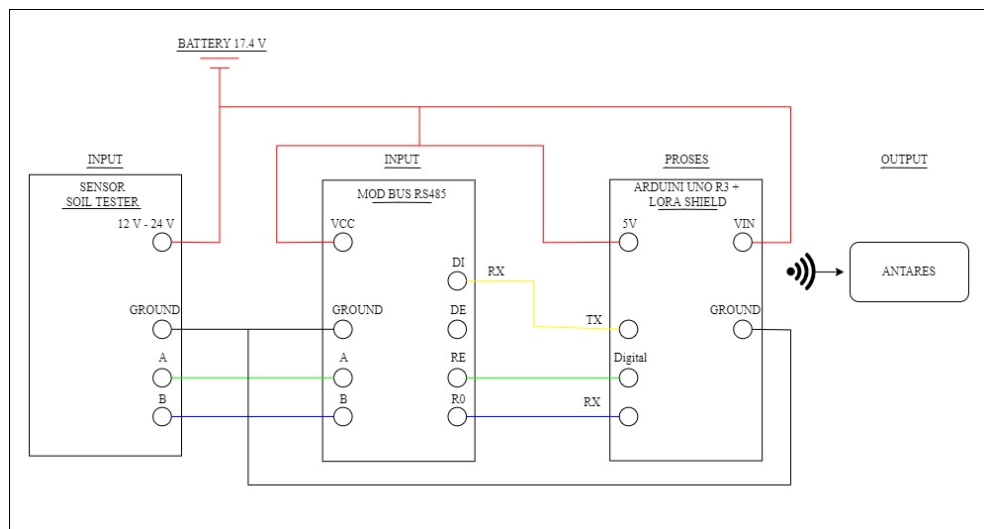 BATTERY 17.4 V
INPUT
INPUT
PROSES
OUTPUT
SENSOR
SOIL TESTER
12 V - 24 V
GROUND
A
B
MOD BUS RS485
VCC
DI
GROUND
DE
A
RE
B
R0
RX
TX
RX
ARDUINI UNO R3 +
LORA SHIELD
5V
VIN
GROUND
Digital
ANTARES